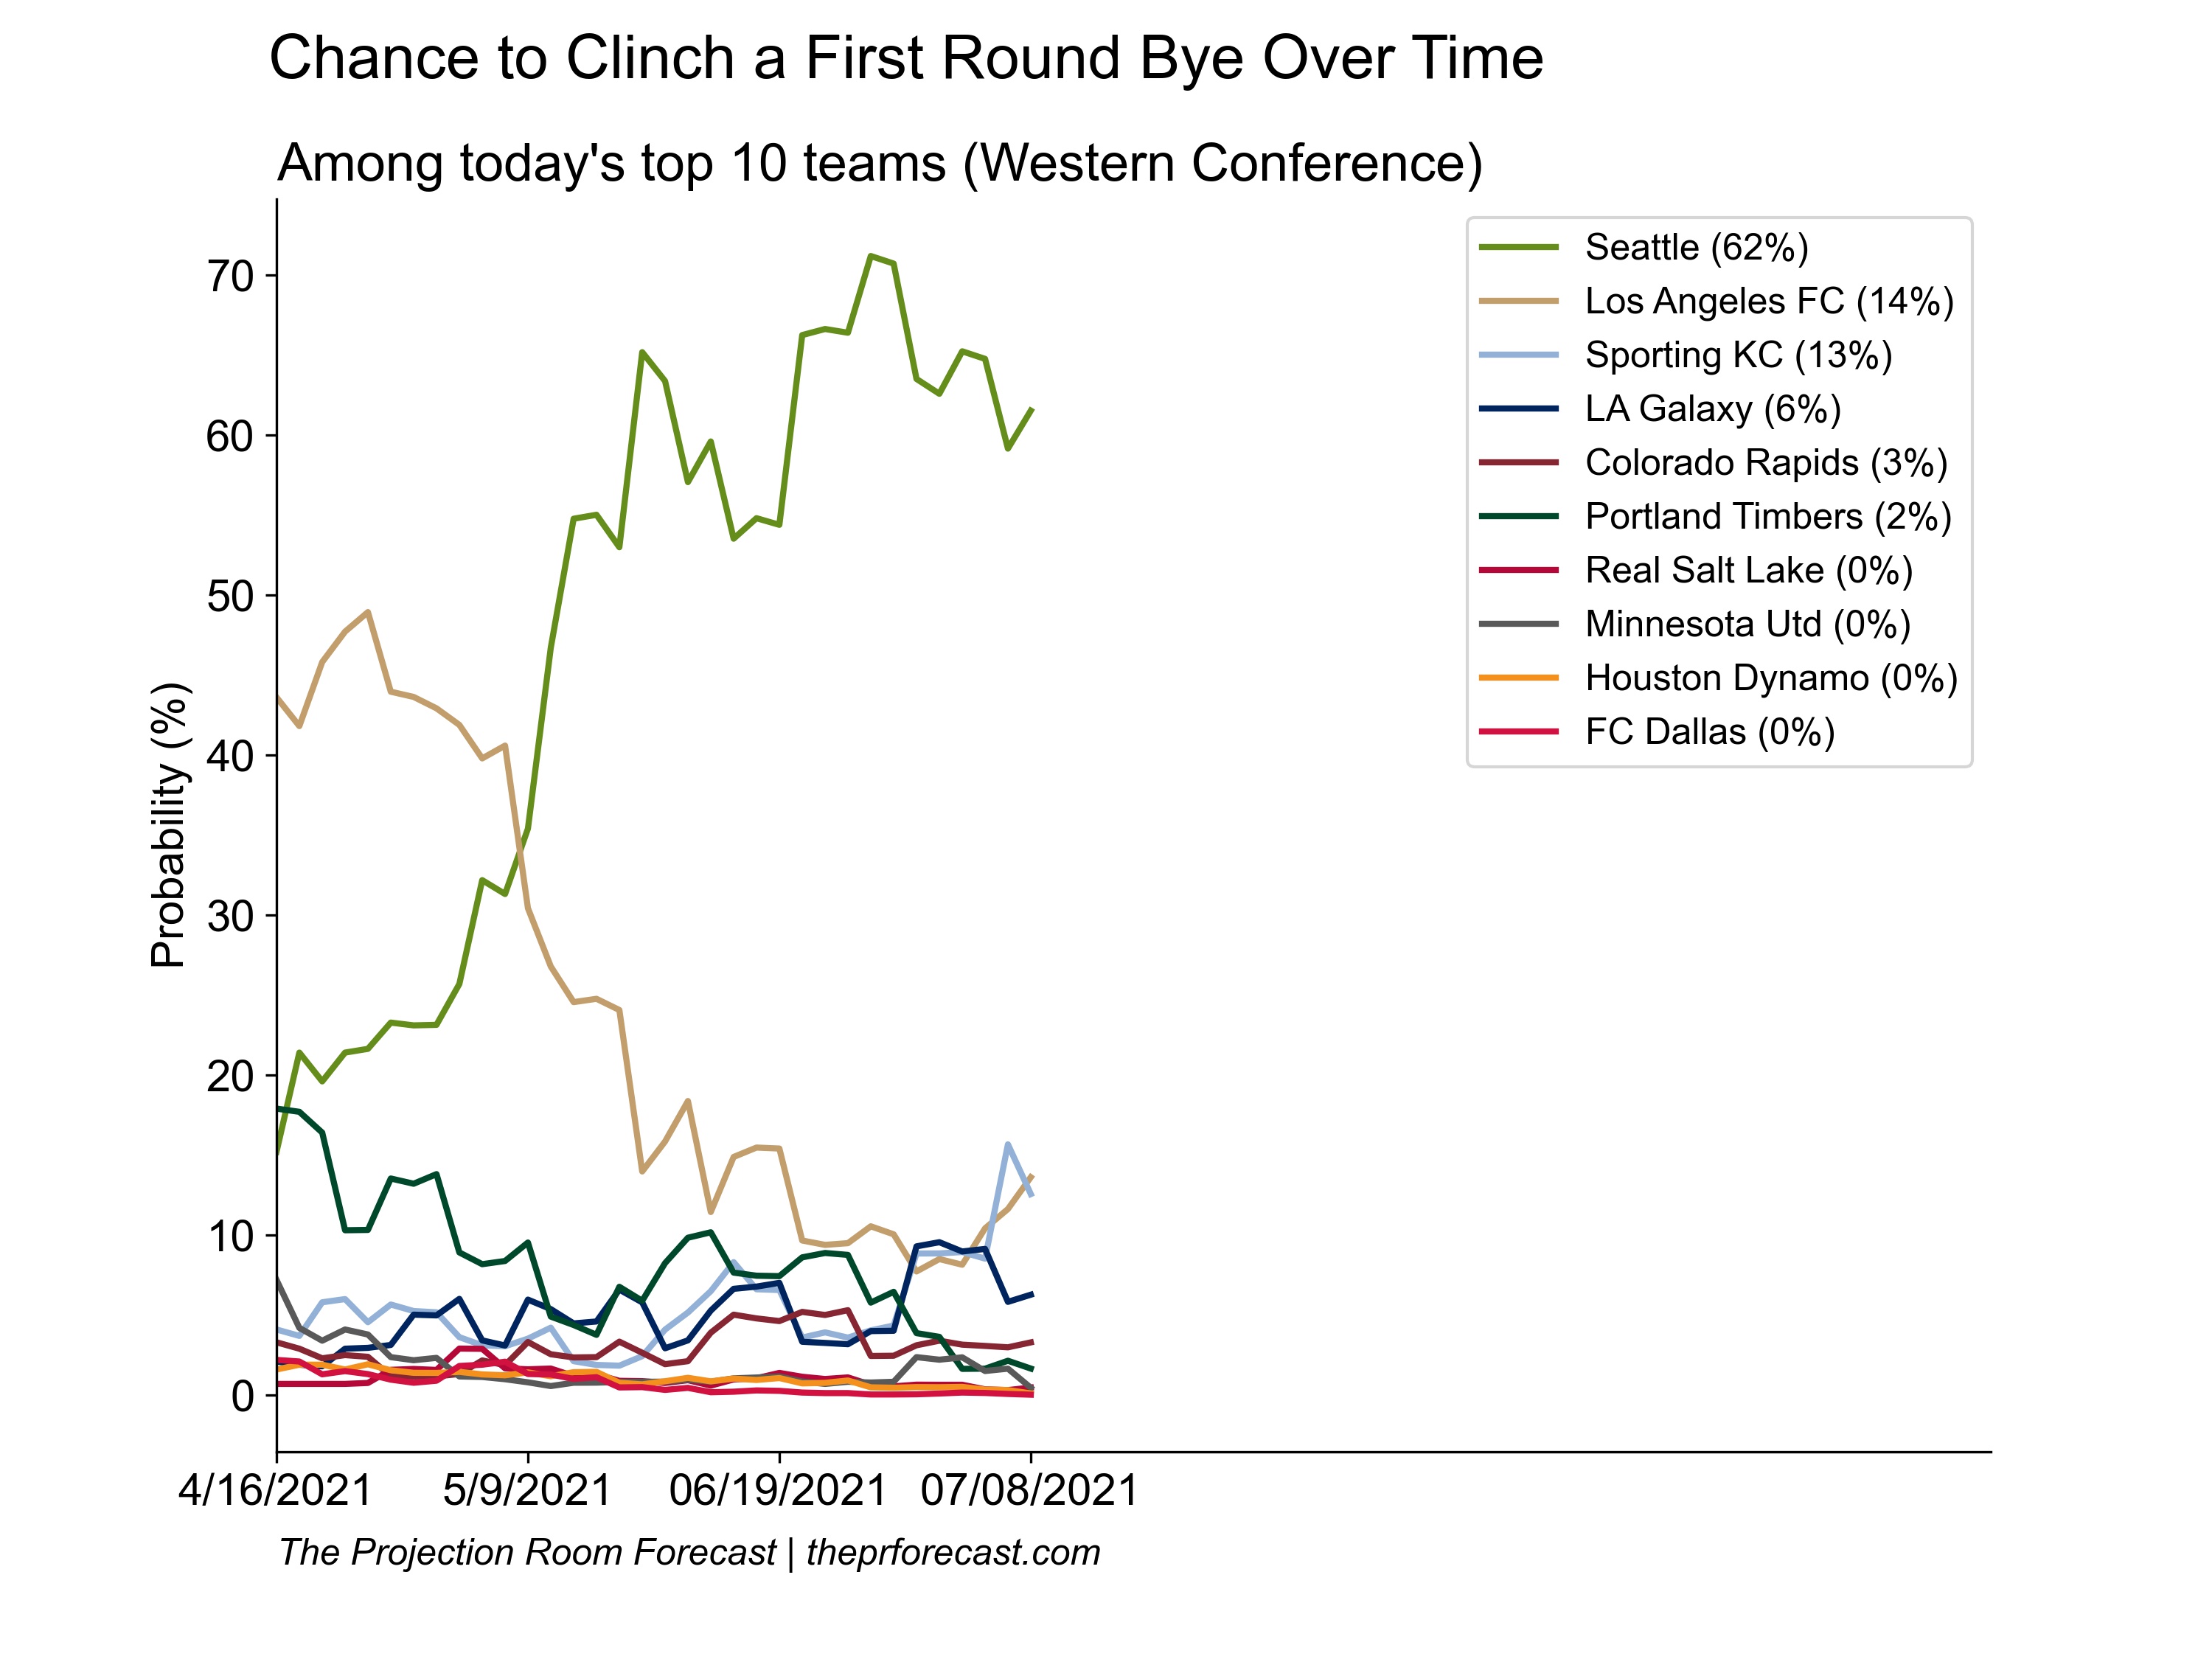 Chance to Clinch a First Round Bye Over Time
Among today's top 10 teams (Western Conference)
Seattle (62%)
Los Angeles FC (14%)
Sporting KC (13%)
LA Galaxy (6%)
Colorado Rapids (3%)
Portland Timbers (2%)
Real Salt Lake (0%)
Minnesota Utd (0%)
Houston Dynamo (0%)
FC Dallas (0%)
Probability (%)
70
60
50
40
30
20
10
0
4/16/2021 5/9/2021 06/19/2021 07/08/2021
The Projection Room Forecast | theprforecast.com